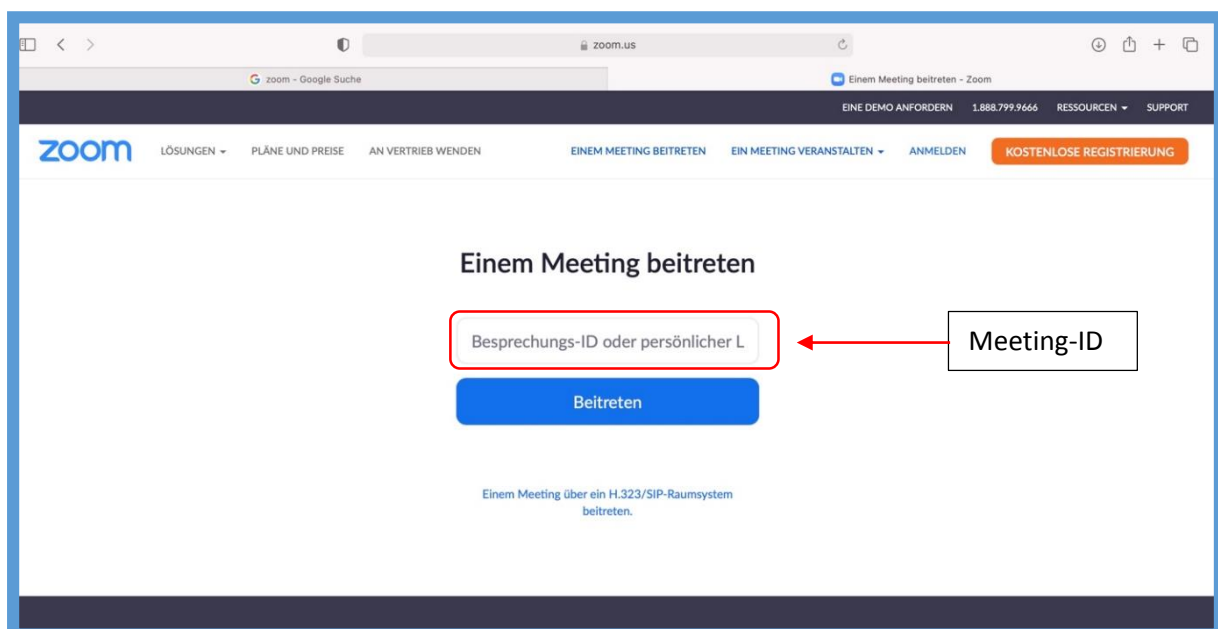 zoom.us
zoom - Google Suche
Einem Meeting beitreten - Zoom
EINE DEMO ANFORDERN 1.888.799.9666 RESSOURCEN SUPPORT
zoom LÖSUNGEN PLÄNE UND PREISE AN VERTRIEB WENDEN EINEM MEETING BEITRETEN EIN MEETING VERANSTALTEN ANMELDEN KOSTENLOSE REGISTRIERUNG
Einem Meeting beitreten
Besprechungs-ID oder persönlicher L
Meeting-ID
Beitreten
Einem Meeting über ein H.323/SIP-Raumsystem
beitreten.